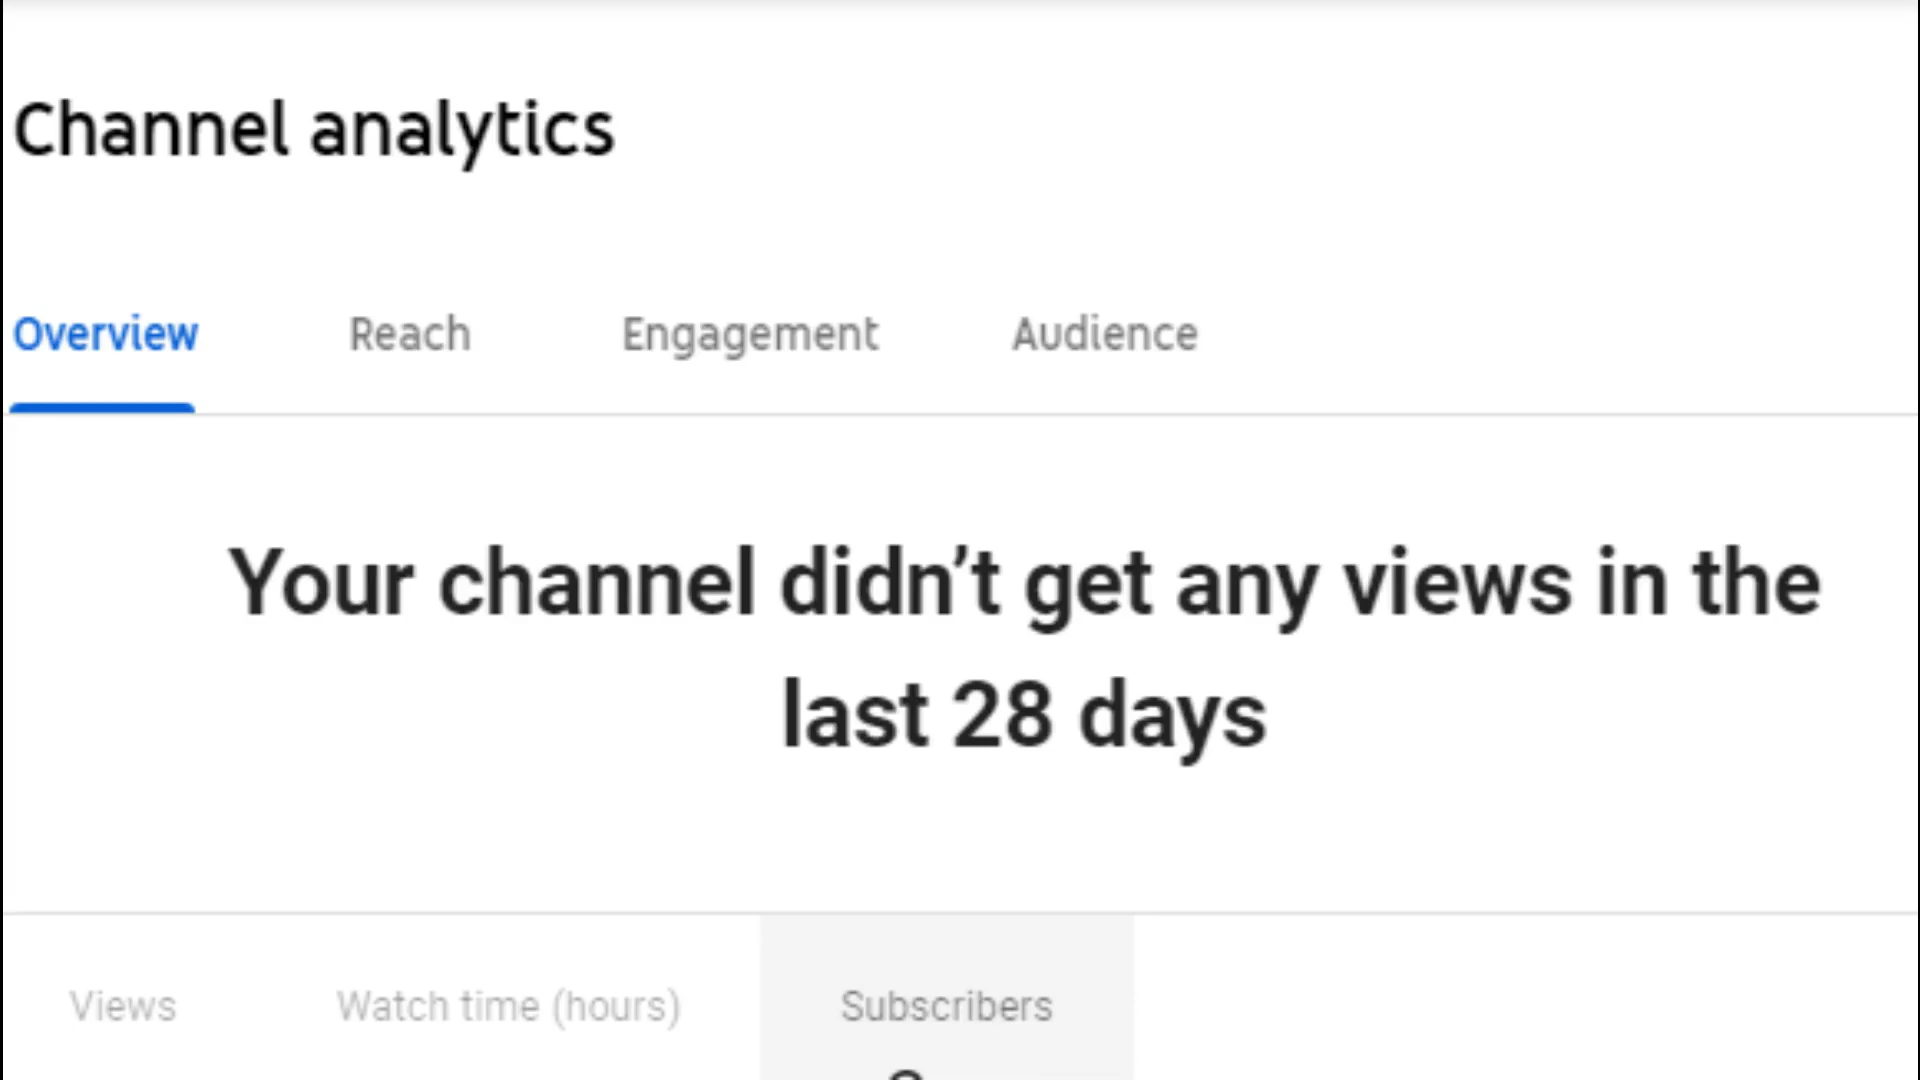 Channel analytics
Overview Reach Engagement Audience
Your channel didn’t get any views in the
last 28 days
Views Watch time (hours) Subscribers